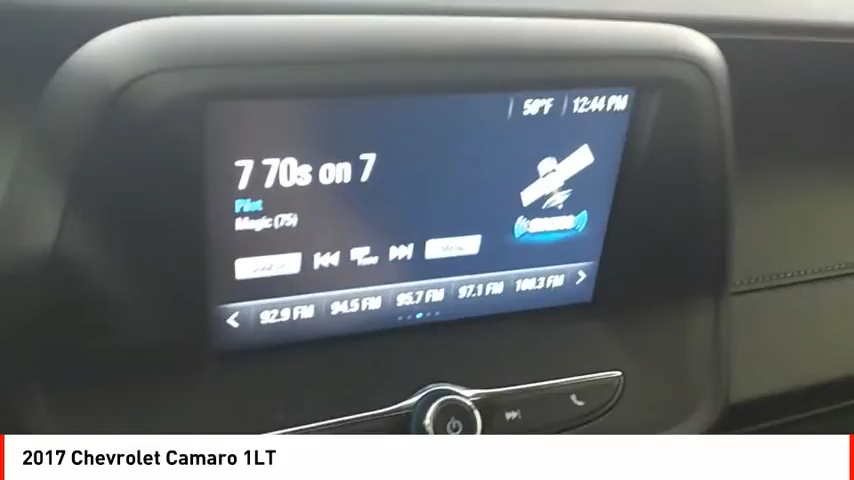 50°F 12:44 PM
7 70s on 7
Pilot
Magic (75)
92.9 FM 94.5 FM 95.7 FM 97.1 FM 100.3 FM
2017 Chevrolet Camaro 1LT